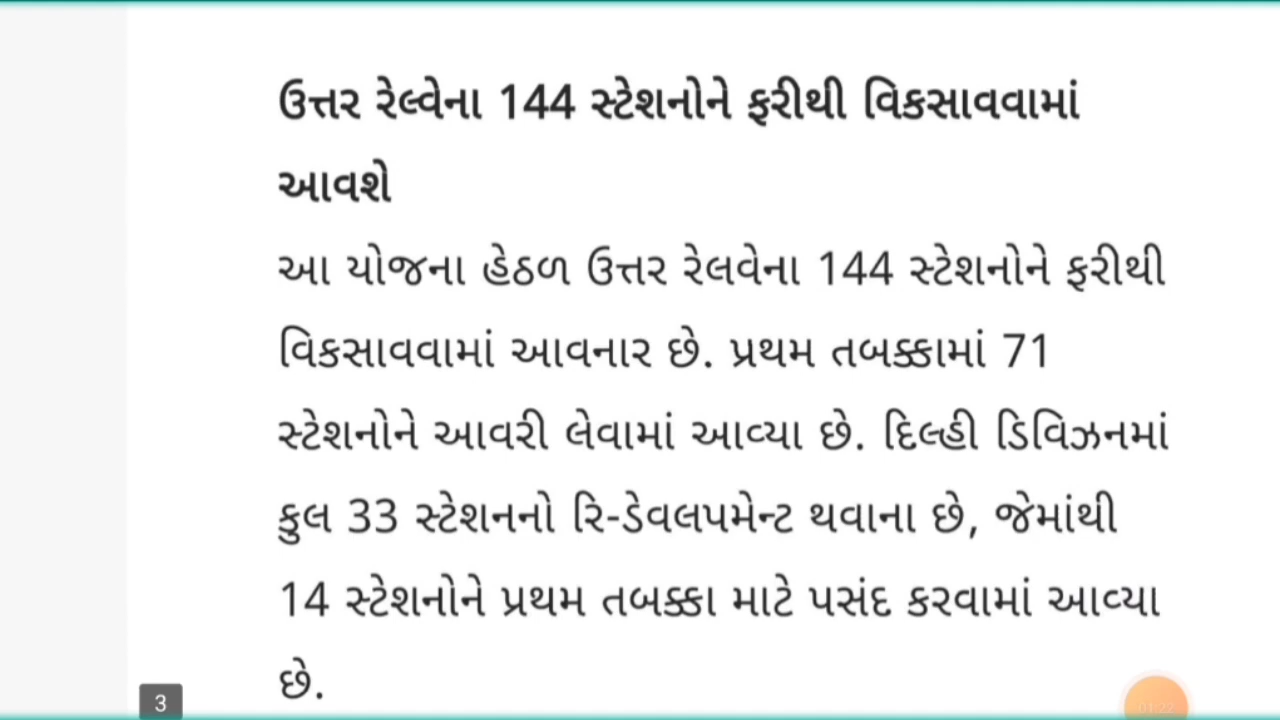 ઉત્તર રેલ્વેના 144 સ્ટેશનોને ફરીથી વિકસાવવામાં
આવશે
આ યોજના હેઠળ ઉત્તર રેલવેના 144 સ્ટેશનોને ફરીથી
વિકસાવવામાં આવનાર છે. પ્રથમ તબક્કામાં 71
સ્ટેશનોને આવરી લેવામાં આવ્યા છે. દિલ્હી ડિવિઝનમાં
કુલ 33 સ્ટેશનનો રિ-ડેવલપમેન્ટ થવાના છે, જેમાંથી
14 સ્ટેશનોને પ્રથમ તબક્કા માટે પસંદ કરવામાં આવ્યા
છે.
3
01:22